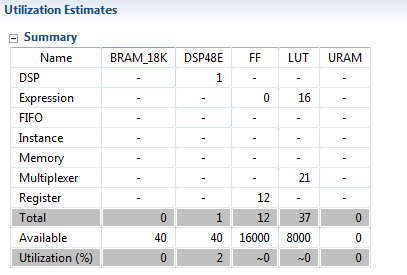 Utilization Estimates
Summary
Name BRAM_18K DSP48E FF LUT URAM
DSP - 1 - - -
Expression - - 0 16 -
FIFO - - - - -
Instance - - - - -
Memory - - - - -
Multiplexer - - - 21 -
Register - - 12 - -
Total 0 1 12 37 0
Available 40 40 16000 8000 0
Utilization (%) 0 2 ~0 ~0 0